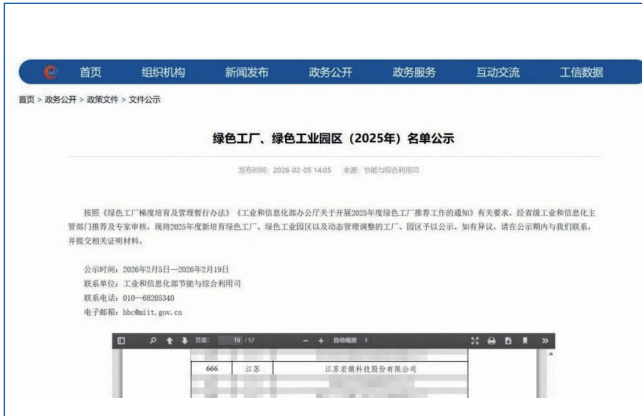 首页 组织机构 新闻发布 政务公开 政务服务 互动交流 工信数据
首页 > 政务公开 > 政策文件 > 文件公示
绿色工厂、绿色工业园区（2025年）名单公示
发布时间：2026-02-05 14:05 来源：节能与综合利用司
按照《绿色工厂梯度培育及管理暂行办法》《工业和信息化部办公厅关于开展2025年度绿色工厂推荐工作的通知》有关要求，经省级工业和信息化主
管部门推荐及专家审核，现将2025年度新培育绿色工厂、绿色工业园区以及动态管理调整的工厂、园区予以公示。如有异议，请在公示期内与我们联系，
并提交相关证明材料。
公示时间：2026年2月5日—2026年2月19日
联系单位：工业和信息化部节能与综合利用司
联系电话：010—68205340
电子邮箱：hbc@miit.gov.cn
页面： 19 / 57 － + 自动缩放
666 江苏 江苏宏微科技股份有限公司